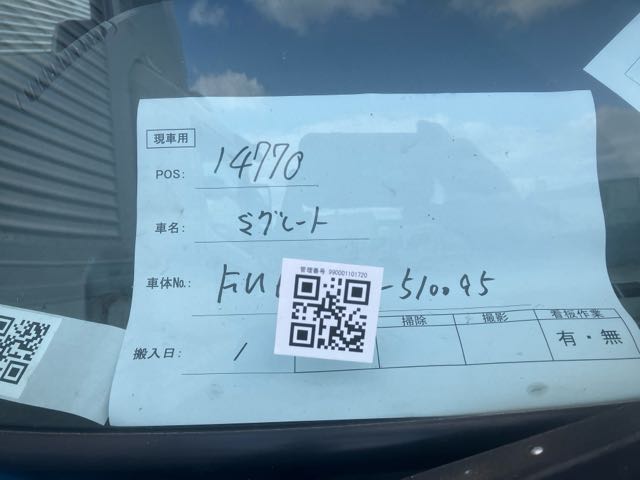 現車用
POS: 14770
車名: ミグレート
管理番号 990001101720
車体No.: -510095
掃除 撮影 看板作業
搬入日: / 有・無